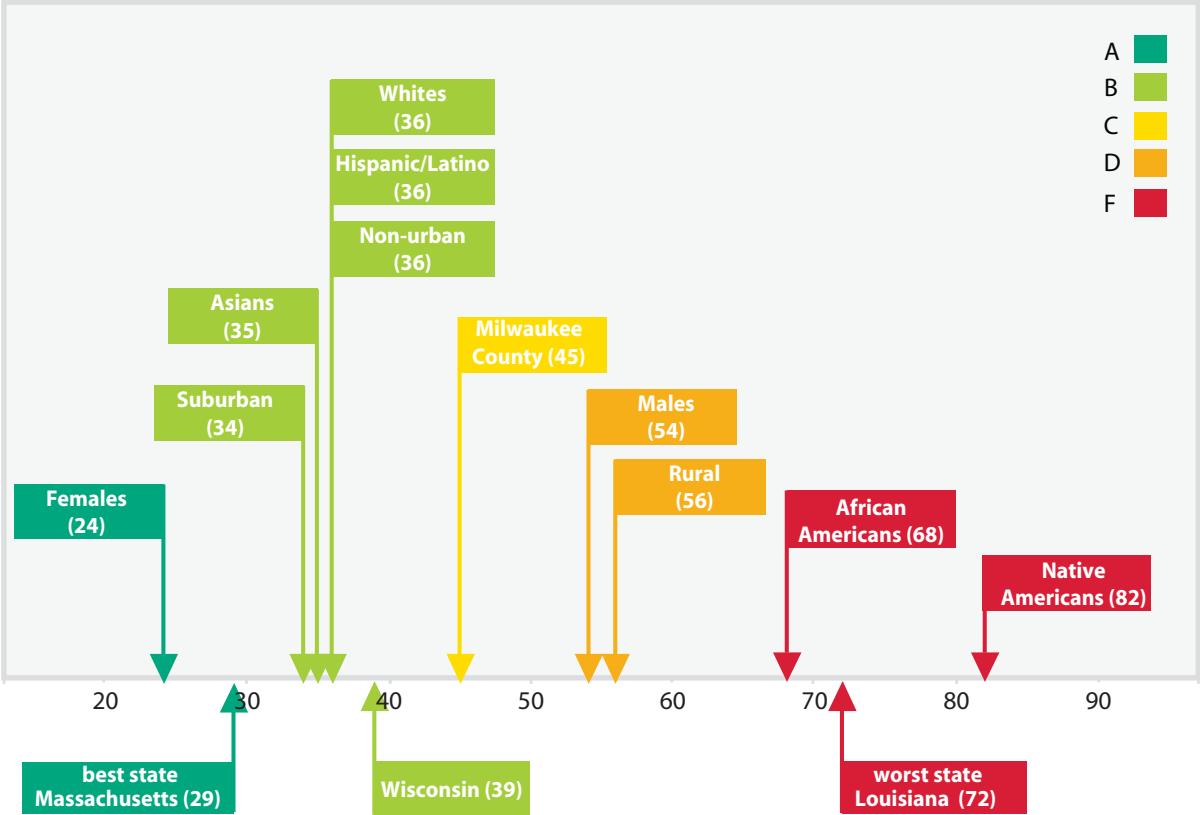 A
B
C
D
F
Whites
(36)
Hispanic/Latino
(36)
Non-urban
(36)
Asians
(35)
Milwaukee
County (45)
Suburban
(34)
Males
(54)
Rural
(56)
Females
(24)
African
Americans (68)
Native
Americans (82)
20 30 40 50 60 70 80 90
best state
Massachusetts (29)
Wisconsin (39)
worst state
Louisiana (72)